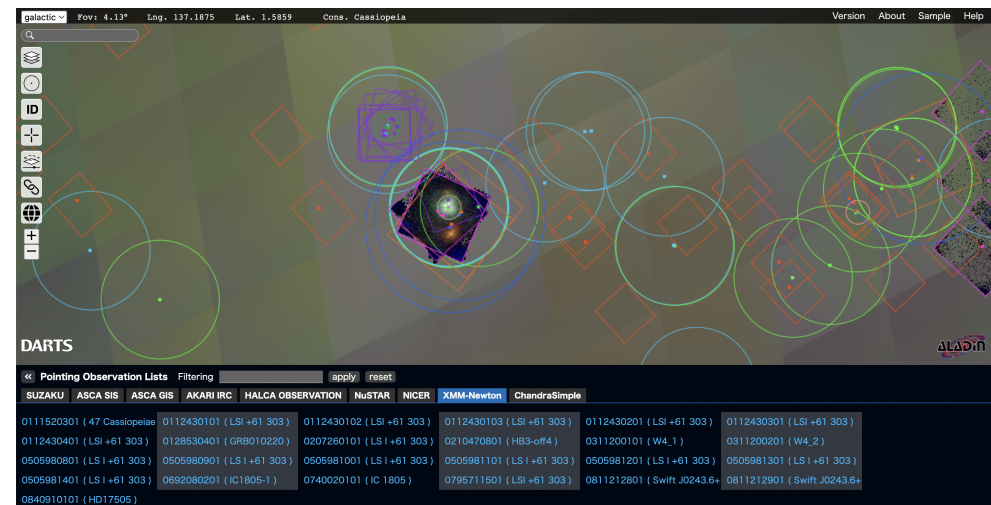 galactic Fov: 4.13° Lng. 137.1875 Lat. 1.5859 Cons. Cassiopeia Version About Sample Help
ID
+
−
DARTS
ALADiN
« Pointing Observation Lists Filtering apply reset
SUZAKU ASCA SIS ASCA GIS AKARI IRC HALCA OBSERVATION NuSTAR NICER XMM-Newton ChandraSimple
0111520301 ( 47 Cassiopeiae 0112430101 ( LSI +61 303 ) 0112430102 ( LSI +61 303 ) 0112430103 ( LSI +61 303 ) 0112430201 ( LSI +61 303 ) 0112430301 ( LSI +61 303 )
0112430401 ( LSI +61 303 ) 0128530401 ( GRB010220 ) 0207260101 ( LS I +61 303 ) 0210470801 ( HB3-off4 ) 0311200101 ( W4_1 ) 0311200201 ( W4_2 )
0505980801 ( LS I +61 303 ) 0505980901 ( LS I +61 303 ) 0505981001 ( LS I +61 303 ) 0505981101 ( LS I +61 303 ) 0505981201 ( LS I +61 303 ) 0505981301 ( LS I +61 303 )
0505981401 ( LS I +61 303 ) 0692080201 ( IC1805-1 ) 0740020101 ( IC 1805 ) 0795711501 ( LSI +61 303 ) 0811212801 ( Swift J0243.6+ 0811212901 ( Swift J0243.6+
0840910101 ( HD17505 )